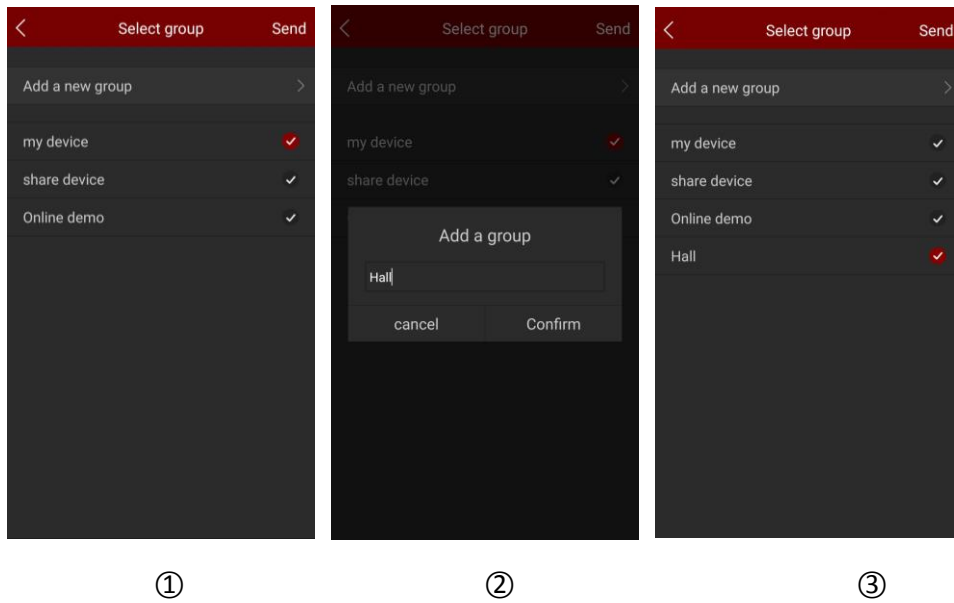 Select group Send
Add a new group
my device
share device
Online demo
Select group Send
Add a new group
my device
share device
Add a group
Hall
cancel Confirm
Select group Send
Add a new group
my device
share device
Online demo
Hall
① ② ③